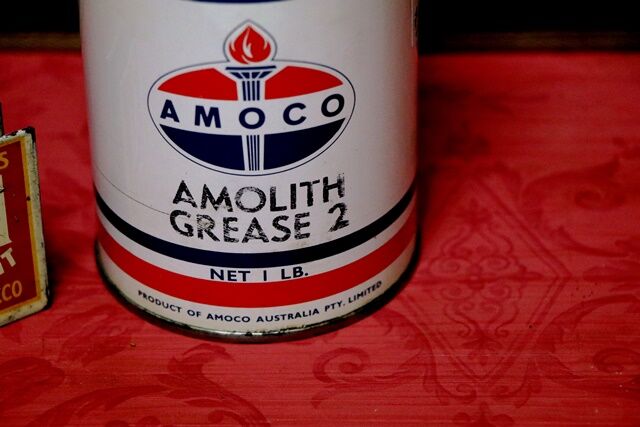 AMOCO
AMOLITH
GREASE 2
NET 1 LB.
PRODUCT OF AMOCO AUSTRALIA PTY. LIMITED